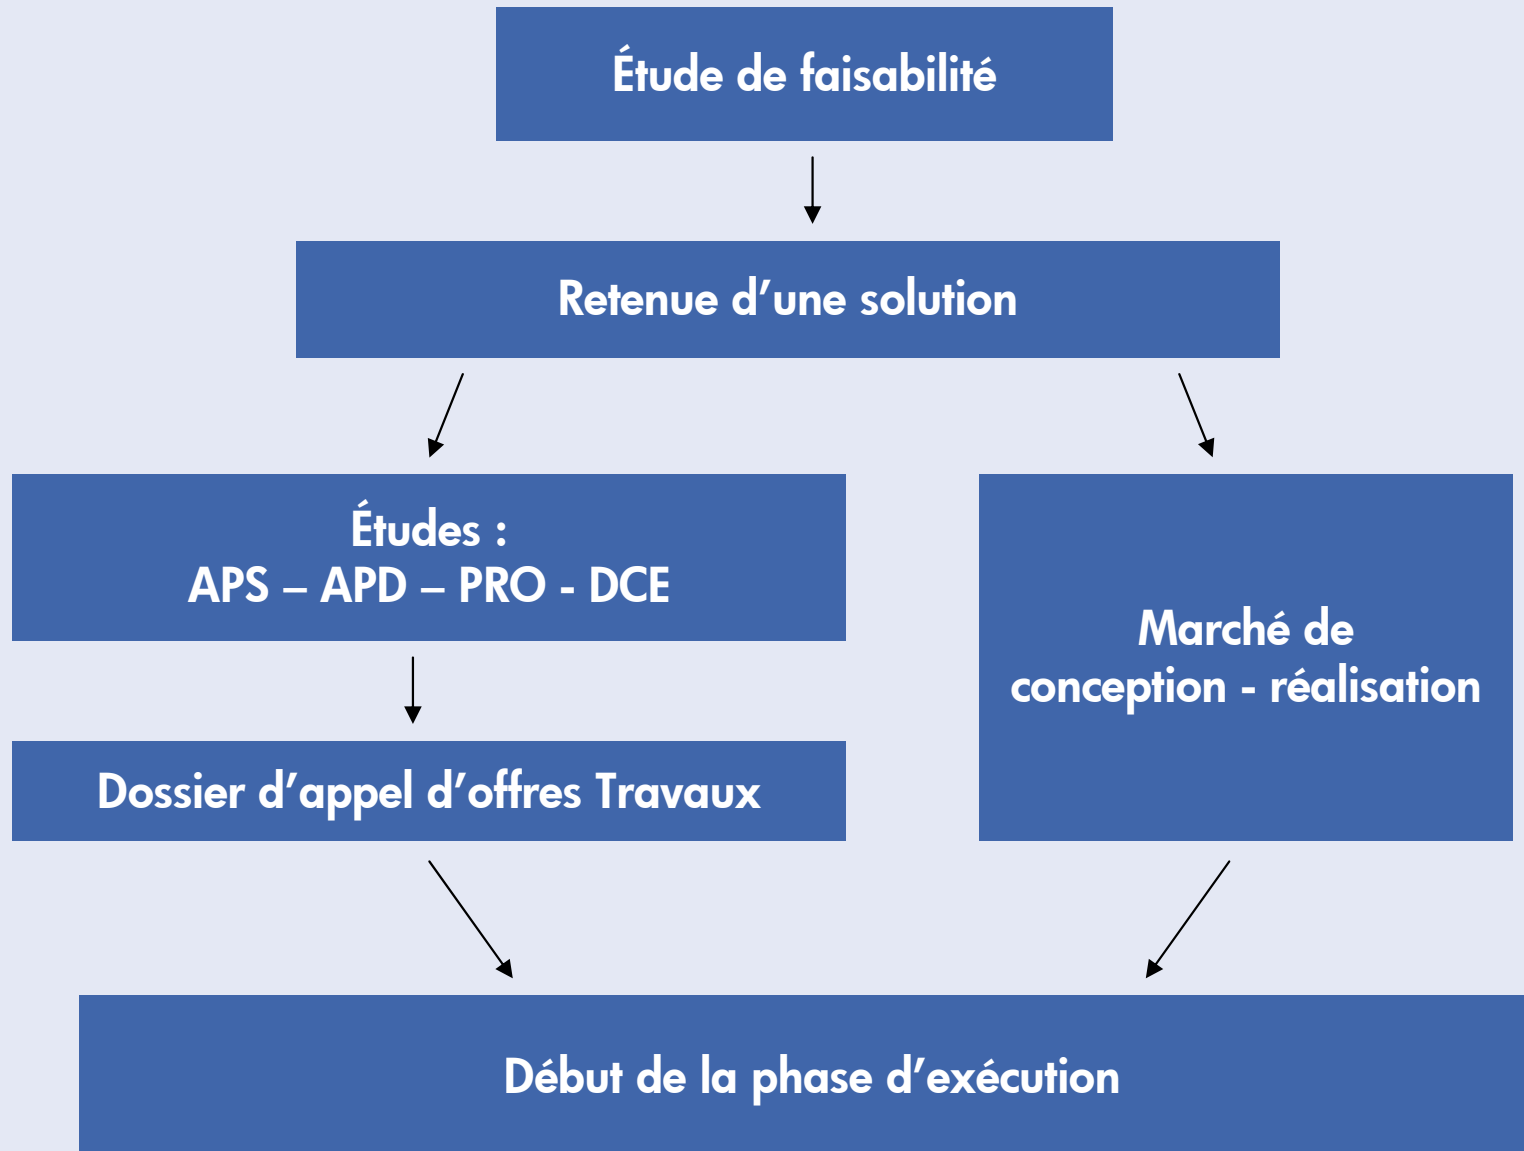 Étude de faisabilité
Retenue d’une solution
Études :
APS – APD – PRO - DCE
Marché de
conception - réalisation
Dossier d’appel d’offres Travaux
Début de la phase d’exécution